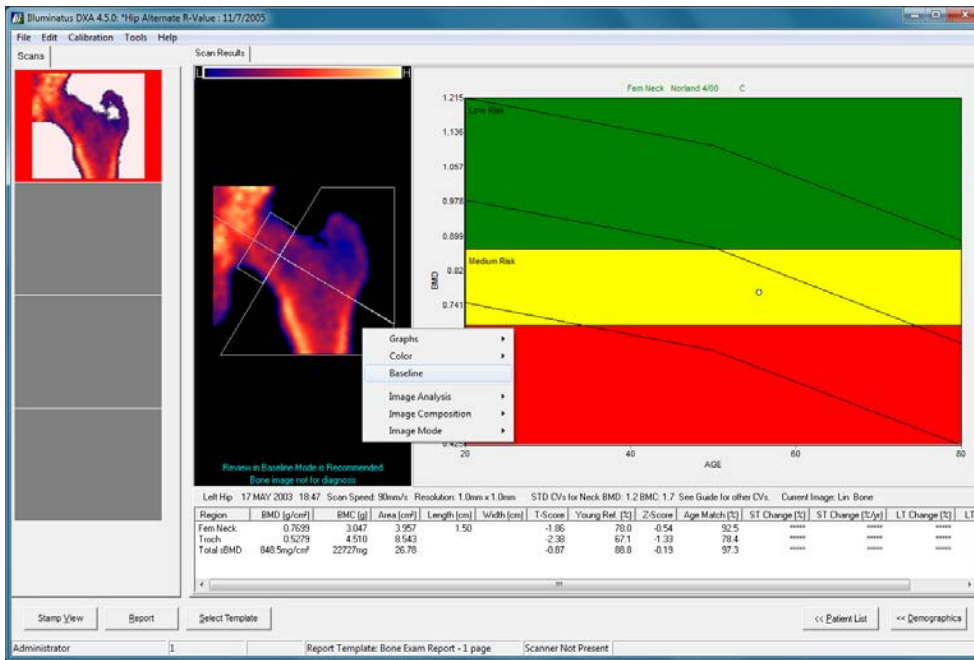 Illuminatus DXA 4.5.0: *Hip Alternate R-Value : 11/7/2005
File Edit Calibration Tools Help
Scans
Scan Results
L H
Fem Neck Norland 4/00 C
1.215
Low Risk
1.136
1.057
0.978
0.899
Medium Risk
0.82
BMD
0.741
Graphs
Color
Baseline
Image Analysis
Image Composition
Image Mode
20 40 60 80
AGE
Review in Baseline Mode is Recommended
Bone image not for diagnosis
Left Hip 17 MAY 2003 18:47 Scan Speed: 90mm/s Resolution: 1.0mm x 1.0mm STD CVs for Neck BMD: 1.2 BMC: 1.7 See Guide for other CVs. Current Image: Lin Bone
Region BMD [g/cm²] BMC [g] Area [cm²] Length [cm] Width [cm] T-Score Young Ref. [%] Z-Score Age Match [%] ST Change [%] ST Change [%/yr] LT Change [%] LT
Fem Neck 0.7699 3.047 3.957 1.50 -1.86 78.0 -0.54 92.5 ***** ***** *****
Troch 0.5279 4.510 8.543 -2.38 67.1 -1.33 78.4 ***** ***** *****
Total sBMD 848.5mg/cm² 22727mg 26.78 -0.87 88.8 -0.19 97.3 ***** ***** *****
Stamp View Report Select Template << Patient List << Demographics
Administrator 1 Report Template: Bone Exam Report - 1 page Scanner Not Present